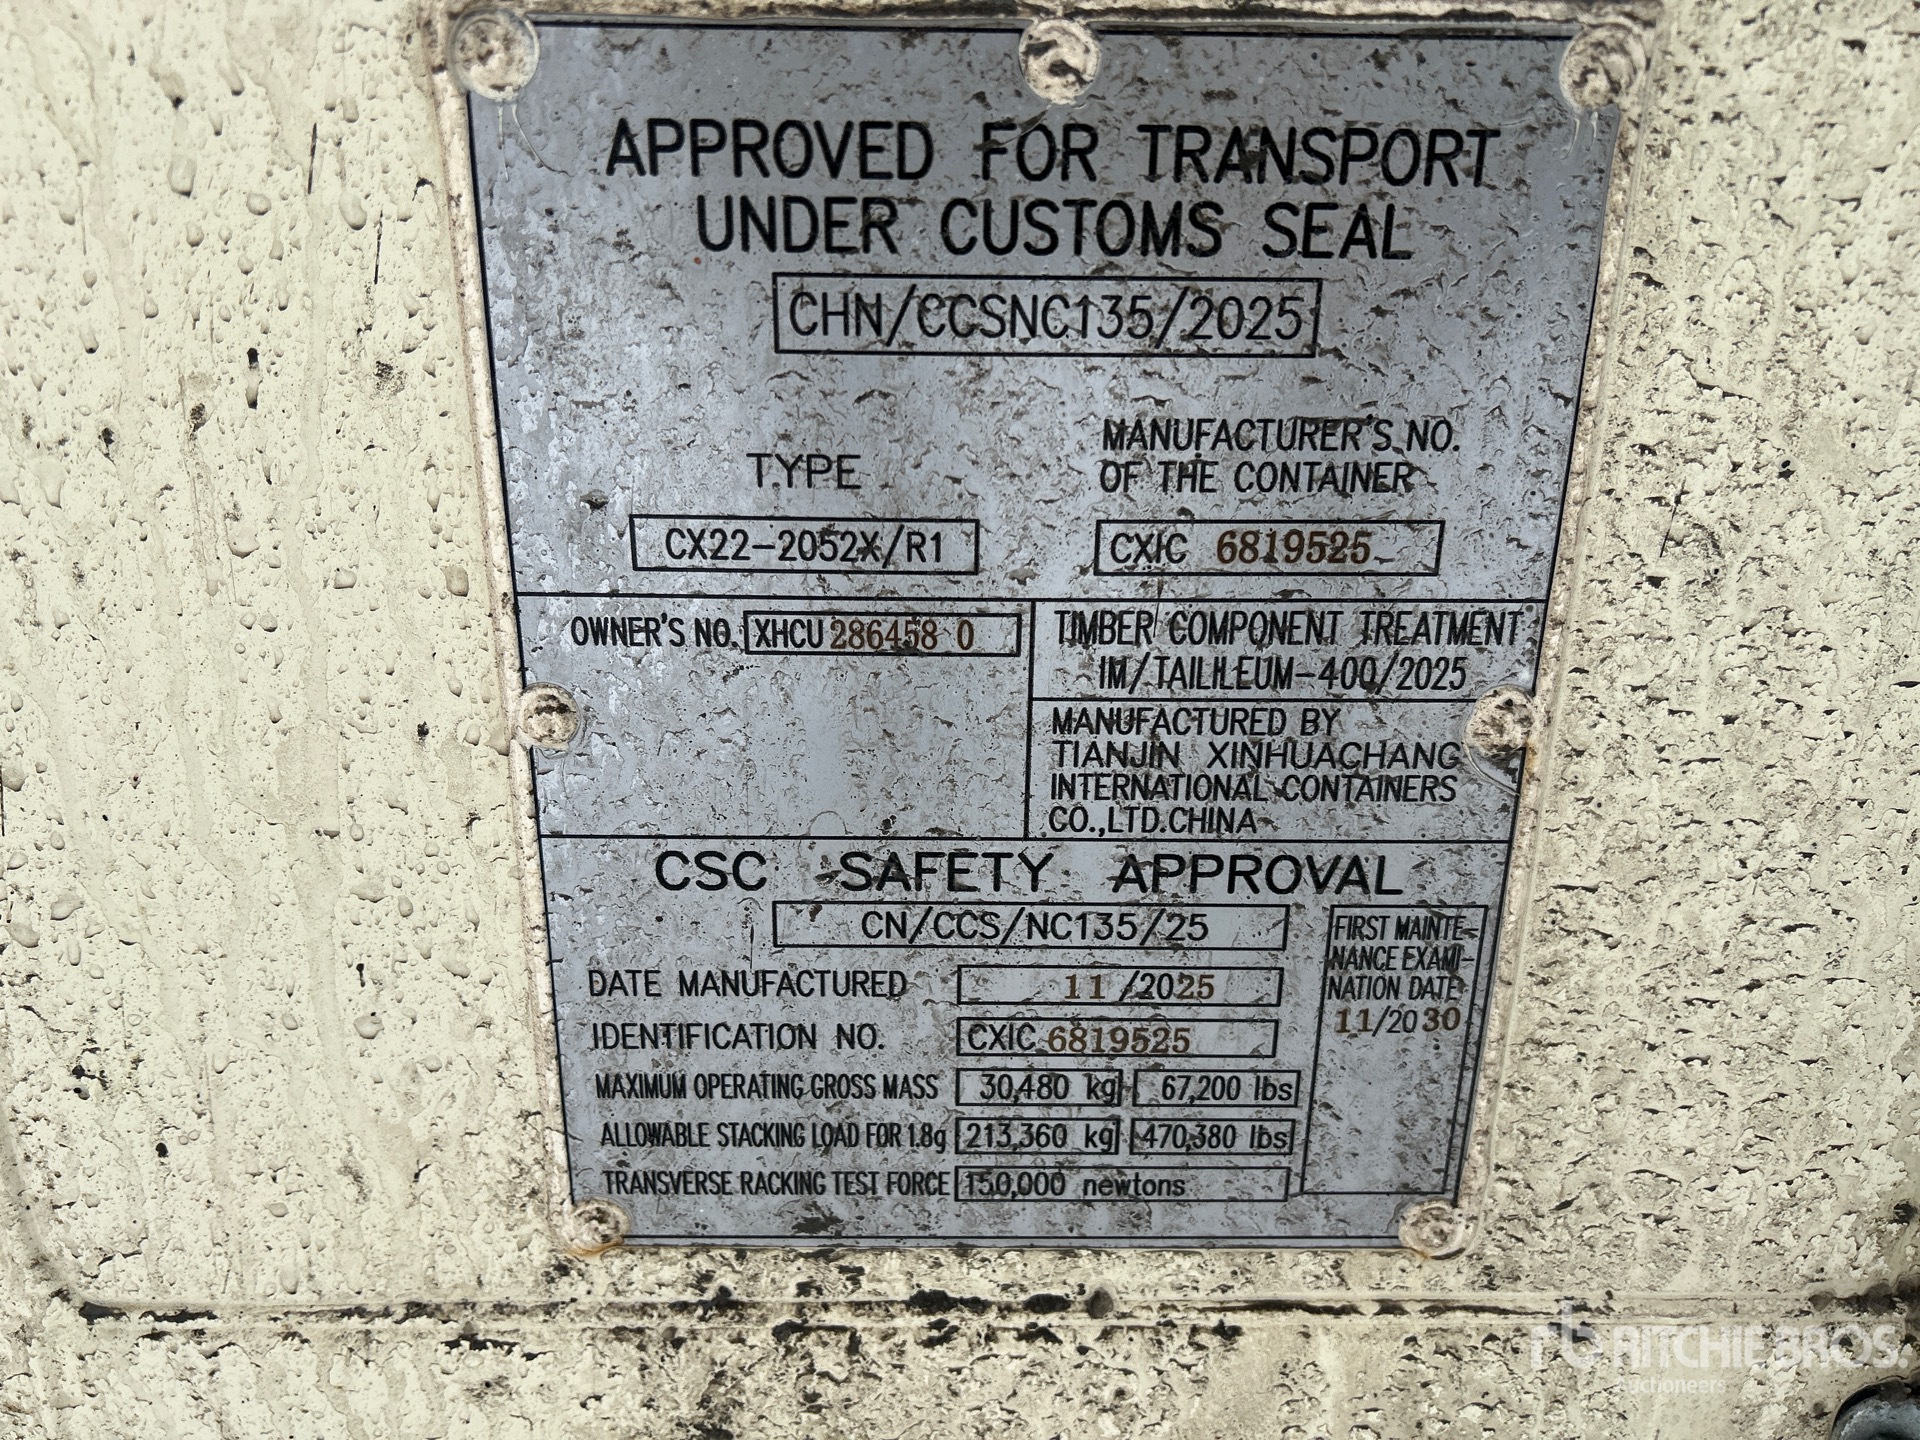 APPROVED FOR TRANSPORT
UNDER CUSTOMS SEAL
CHN/CCSNC135/2025
TYPE
CX22-2052X/R1
MANUFACTURER'S NO.
OF THE CONTAINER
CXIC 6819525
OWNER'S NO. XHCU 286458 0
TIMBER COMPONENT TREATMENT
IM/TAILILEUM-400/2025
MANUFACTURED BY
TIANJIN XINHUACHANG
INTERNATIONAL CONTAINERS
CO.,LTD.CHINA
CSC SAFETY APPROVAL
CN/CCS/NC135/25
DATE MANUFACTURED 11/2025
IDENTIFICATION NO. CXIC 6819525
MAXIMUM OPERATING GROSS MASS 30,480 kg 67,200 lbs
ALLOWABLE STACKING LOAD FOR 1.8g 213,360 kg 470,380 lbs
TRANSVERSE RACKING TEST FORCE 150,000 newtons
FIRST MAINTE-
NANCE EXAMI-
NATION DATE
11/2030
rb RITCHIE BROS.
Auctioneers